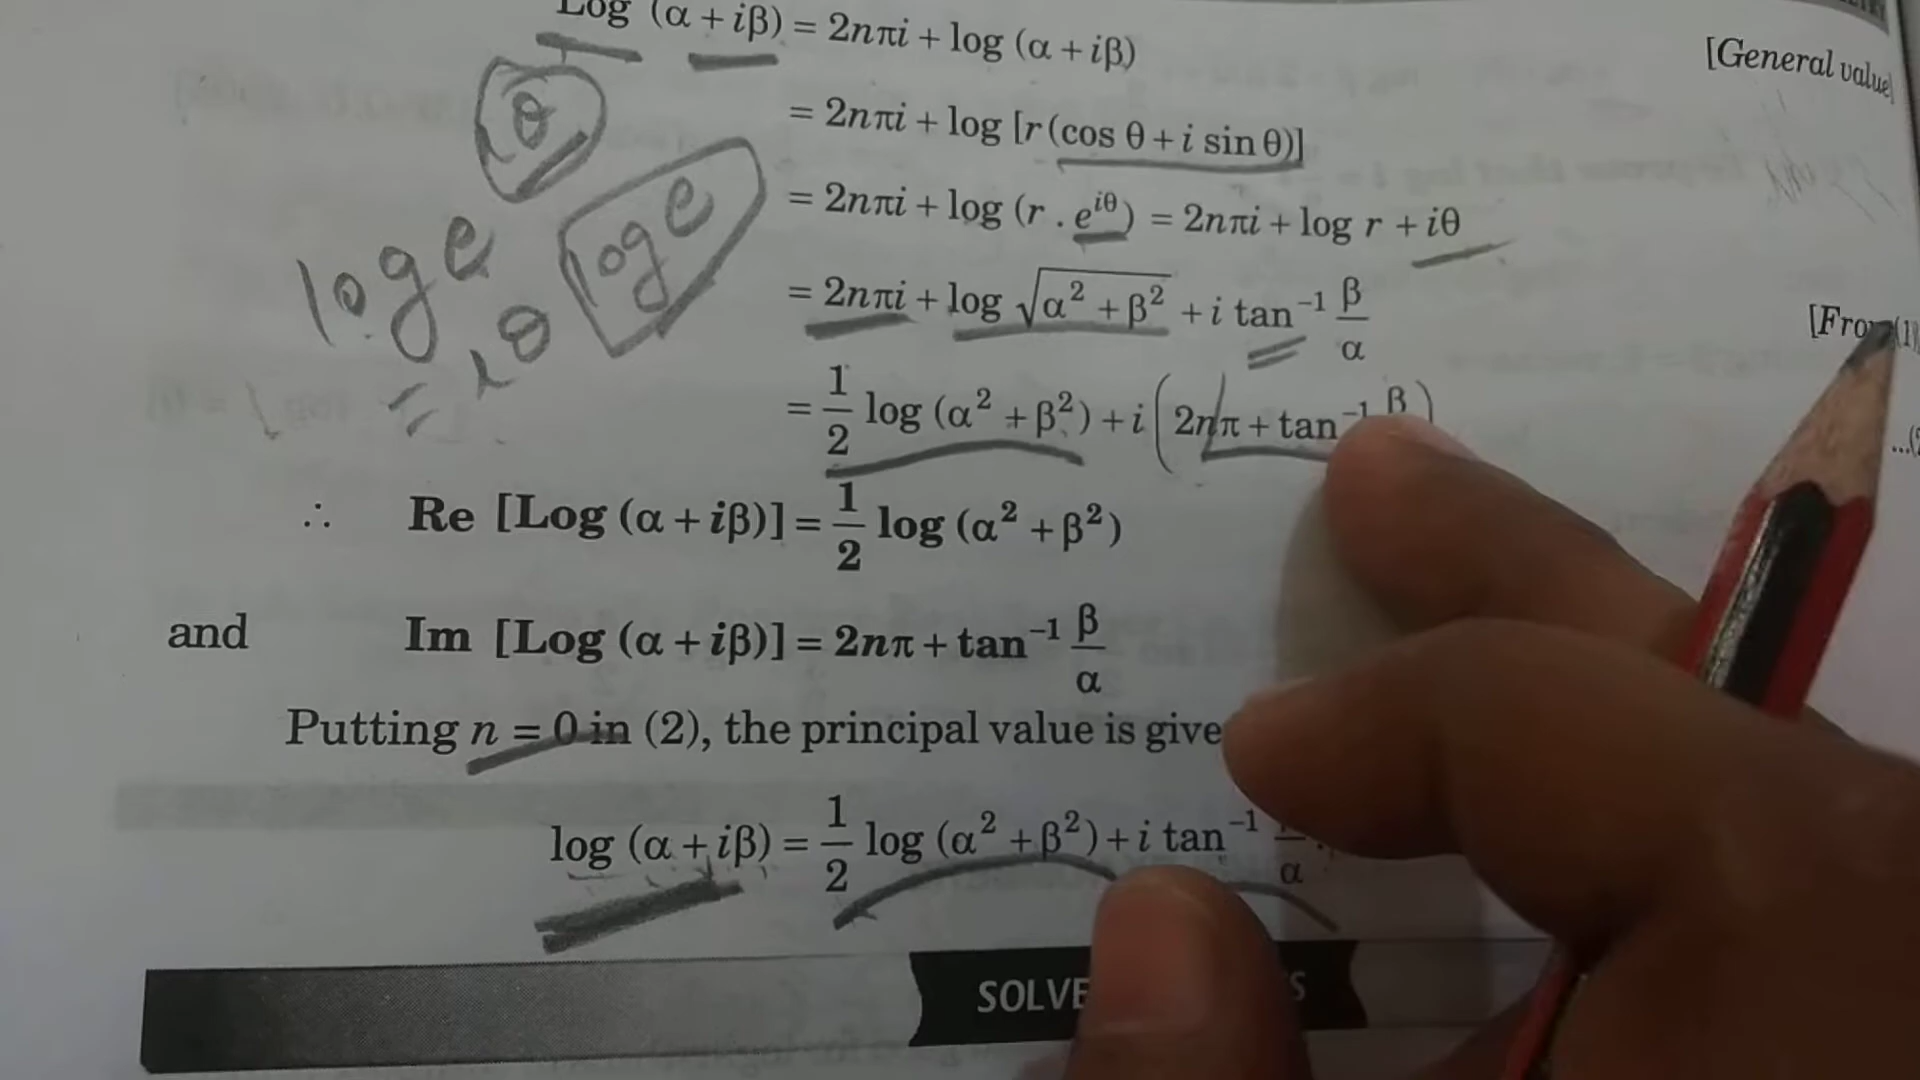 Log (α + iβ) = 2nπi + log (α + iβ) [General value]
= 2nπi + log [r (cos θ + i sin θ)]
= 2nπi + log (r . e^{iθ}) = 2nπi + log r + iθ
= 2nπi + log √(α² + β²) + i tan⁻¹ β/α [From (1)
= 1/2 log (α² + β²) + i (2nπ + tan⁻¹ β ) ...(2
θ
log e
log e
iθ
∴ Re [Log (α + iβ)] = 1/2 log (α² + β²)
and Im [Log (α + iβ)] = 2nπ + tan⁻¹ β/α
Putting n = 0 in (2), the principal value is give
log (α + iβ) = 1/2 log (α² + β²) + i tan⁻¹ α
SOLVE S